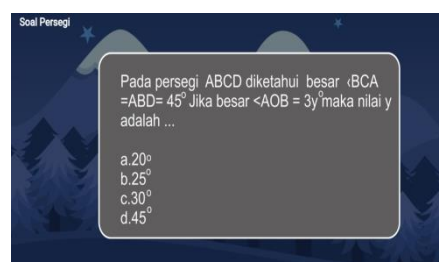 Soal Persegi
Pada persegi ABCD diketahui besar ‹BCA
=ABD= 45° Jika besar <AOB = 3y°maka nilai y
adalah ...
a.20º
b.25°
c.30°
d.45°